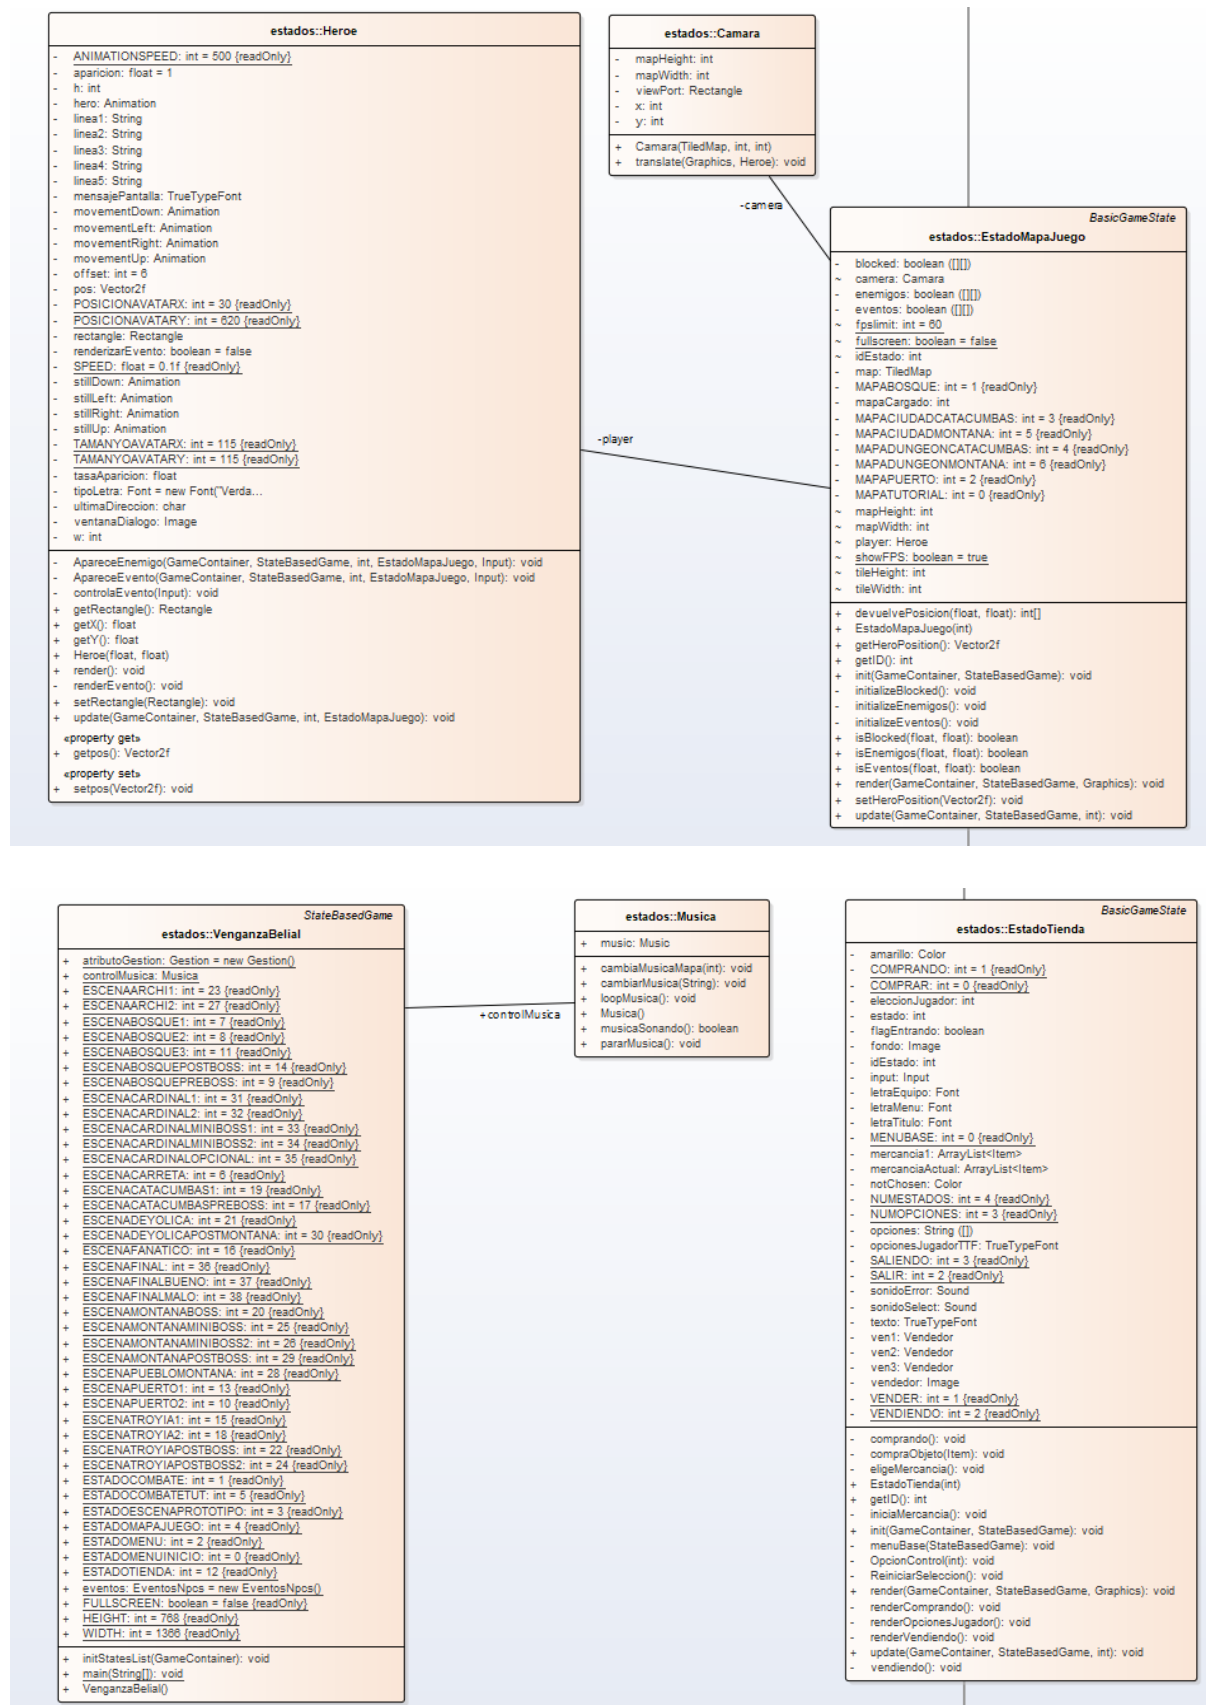 estados::Heroe
- ANIMATIONSPEED: int = 500 {readOnly}
- aparicion: float = 1
- h: int
- hero: Animation
- linea1: String
- linea2: String
- linea3: String
- linea4: String
- linea5: String
- mensajePantalla: TrueTypeFont
- movementDown: Animation
- movementLeft: Animation
- movementRight: Animation
- movementUp: Animation
- offset: int = 6
- pos: Vector2f
- POSICIONAVATARX: int = 30 {readOnly}
- POSICIONAVATARY: int = 620 {readOnly}
- rectangle: Rectangle
- renderizarEvento: boolean = false
- SPEED: float = 0.1f {readOnly}
- stillDown: Animation
- stillLeft: Animation
- stillRight: Animation
- stillUp: Animation
- TAMANYOAVATARX: int = 115 {readOnly}
- TAMANYOAVATARY: int = 115 {readOnly}
- tasaAparicion: float
- tipoLetra: Font = new Font("Verda...
- ultimaDireccion: char
- ventanaDialogo: Image
- w: int
- ApareceEnemigo(GameContainer, StateBasedGame, int, EstadoMapaJuego, Input): void
- ApareceEvento(GameContainer, StateBasedGame, int, EstadoMapaJuego, Input): void
- controlaEvento(Input): void
+ getRectangle(): Rectangle
+ getX(): float
+ getY(): float
+ Heroe(float, float)
+ render(): void
- renderEvento(): void
+ setRectangle(Rectangle): void
+ update(GameContainer, StateBasedGame, int, EstadoMapaJuego): void
«property get»
+ getpos(): Vector2f
«property set»
+ setpos(Vector2f): void
estados::Camara
- mapHeight: int
- mapWidth: int
- viewPort: Rectangle
- x: int
- y: int
+ Camara(TiledMap, int, int)
+ translate(Graphics, Heroe): void
-camera
-player
BasicGameState
estados::EstadoMapaJuego
- blocked: boolean ([][])
~ camera: Camara
- enemigos: boolean ([][])
- eventos: boolean ([][])
~ fpslimit: int = 60
~ fullscreen: boolean = false
~ idEstado: int
- map: TiledMap
- MAPABOSQUE: int = 1 {readOnly}
- mapaCargado: int
- MAPACIUDADCATACUMBAS: int = 3 {readOnly}
- MAPACIUDADMONTANA: int = 5 {readOnly}
- MAPADUNGEONCATACUMBAS: int = 4 {readOnly}
- MAPADUNGEONMONTANA: int = 6 {readOnly}
- MAPAPUERTO: int = 2 {readOnly}
- MAPATUTORIAL: int = 0 {readOnly}
~ mapHeight: int
~ mapWidth: int
~ player: Heroe
~ showFPS: boolean = true
~ tileHeight: int
~ tileWidth: int
+ devuelvePosicion(float, float): int[]
+ EstadoMapaJuego(int)
+ getHeroPosition(): Vector2f
+ getID(): int
+ init(GameContainer, StateBasedGame): void
- initializeBlocked(): void
- initializeEnemigos(): void
- initializeEventos(): void
+ isBlocked(float, float): boolean
+ isEnemigos(float, float): boolean
+ isEventos(float, float): boolean
+ render(GameContainer, StateBasedGame, Graphics): void
+ setHeroPosition(Vector2f): void
+ update(GameContainer, StateBasedGame, int): void
StateBasedGame
estados::VenganzaBelial
+ atributoGestion: Gestion = new Gestion()
+ controlMusica: Musica
+ ESCENAARCHI1: int = 23 {readOnly}
+ ESCENAARCHI2: int = 27 {readOnly}
+ ESCENABOSQUE1: int = 7 {readOnly}
+ ESCENABOSQUE2: int = 8 {readOnly}
+ ESCENABOSQUE3: int = 11 {readOnly}
+ ESCENABOSQUEPOSTBOSS: int = 14 {readOnly}
+ ESCENABOSQUEPREBOSS: int = 9 {readOnly}
+ ESCENACARDINAL1: int = 31 {readOnly}
+ ESCENACARDINAL2: int = 32 {readOnly}
+ ESCENACARDINALMINIBOSS1: int = 33 {readOnly}
+ ESCENACARDINALMINIBOSS2: int = 34 {readOnly}
+ ESCENACARDINALOPCIONAL: int = 35 {readOnly}
+ ESCENACARRETA: int = 6 {readOnly}
+ ESCENACATACUMBAS1: int = 19 {readOnly}
+ ESCENACATACUMBASPREBOSS: int = 17 {readOnly}
+ ESCENADEYOLICA: int = 21 {readOnly}
+ ESCENADEYOLICAPOSTMONTANA: int = 30 {readOnly}
+ ESCENAFANATICO: int = 16 {readOnly}
+ ESCENAFINAL: int = 36 {readOnly}
+ ESCENAFINALBUENO: int = 37 {readOnly}
+ ESCENAFINALMALO: int = 38 {readOnly}
+ ESCENAMONTANABOSS: int = 20 {readOnly}
+ ESCENAMONTANAMINIBOSS: int = 25 {readOnly}
+ ESCENAMONTANAMINIBOSS2: int = 26 {readOnly}
+ ESCENAMONTANAPOSTBOSS: int = 29 {readOnly}
+ ESCENAPUEBLOMONTANA: int = 28 {readOnly}
+ ESCENAPUERTO1: int = 13 {readOnly}
+ ESCENAPUERTO2: int = 10 {readOnly}
+ ESCENATROYIA1: int = 15 {readOnly}
+ ESCENATROYIA2: int = 18 {readOnly}
+ ESCENATROYIAPOSTBOSS: int = 22 {readOnly}
+ ESCENATROYIAPOSTBOSS2: int = 24 {readOnly}
+ ESTADOCOMBATE: int = 1 {readOnly}
+ ESTADOCOMBATETUT: int = 5 {readOnly}
+ ESTADOESCENAPROTOTIPO: int = 3 {readOnly}
+ ESTADOMAPAJUEGO: int = 4 {readOnly}
+ ESTADOMENU: int = 2 {readOnly}
+ ESTADOMENUINICIO: int = 0 {readOnly}
+ ESTADOTIENDA: int = 12 {readOnly}
+ eventos: EventosNpcs = new EventosNpcs()
+ FULLSCREEN: boolean = false {readOnly}
+ HEIGHT: int = 768 {readOnly}
+ WIDTH: int = 1366 {readOnly}
+ initStatesList(GameContainer): void
+ main(String[]): void
+ VenganzaBelial()
+controlMusica
estados::Musica
+ music: Music
+ cambiaMusicaMapa(int): void
+ cambiarMusica(String): void
+ loopMusica(): void
+ Musica()
+ musicaSonando(): boolean
+ pararMusica(): void
BasicGameState
estados::EstadoTienda
- amarillo: Color
- COMPRANDO: int = 1 {readOnly}
- COMPRAR: int = 0 {readOnly}
- eleccionJugador: int
- estado: int
- flagEntrando: boolean
- fondo: Image
- idEstado: int
- input: Input
- letraEquipo: Font
- letraMenu: Font
- letraTitulo: Font
- MENUBASE: int = 0 {readOnly}
- mercancia1: ArrayList<Item>
- mercanciaActual: ArrayList<Item>
- notChosen: Color
- NUMESTADOS: int = 4 {readOnly}
- NUMOPCIONES: int = 3 {readOnly}
- opciones: String ([])
- opcionesJugadorTTF: TrueTypeFont
- SALIENDO: int = 3 {readOnly}
- SALIR: int = 2 {readOnly}
- sonidoError: Sound
- sonidoSelect: Sound
- texto: TrueTypeFont
- ven1: Vendedor
- ven2: Vendedor
- ven3: Vendedor
- vendedor: Image
- VENDER: int = 1 {readOnly}
- VENDIENDO: int = 2 {readOnly}
- comprando(): void
- compraObjeto(Item): void
- eligeMercancia(): void
+ EstadoTienda(int)
+ getID(): int
- iniciaMercancia(): void
+ init(GameContainer, StateBasedGame): void
- menuBase(StateBasedGame): void
- OpcionControl(int): void
- ReiniciarSeleccion(): void
+ render(GameContainer, StateBasedGame, Graphics): void
- renderComprando(): void
- renderOpcionesJugador(): void
- renderVendiendo(): void
+ update(GameContainer, StateBasedGame, int): void
- vendiendo(): void